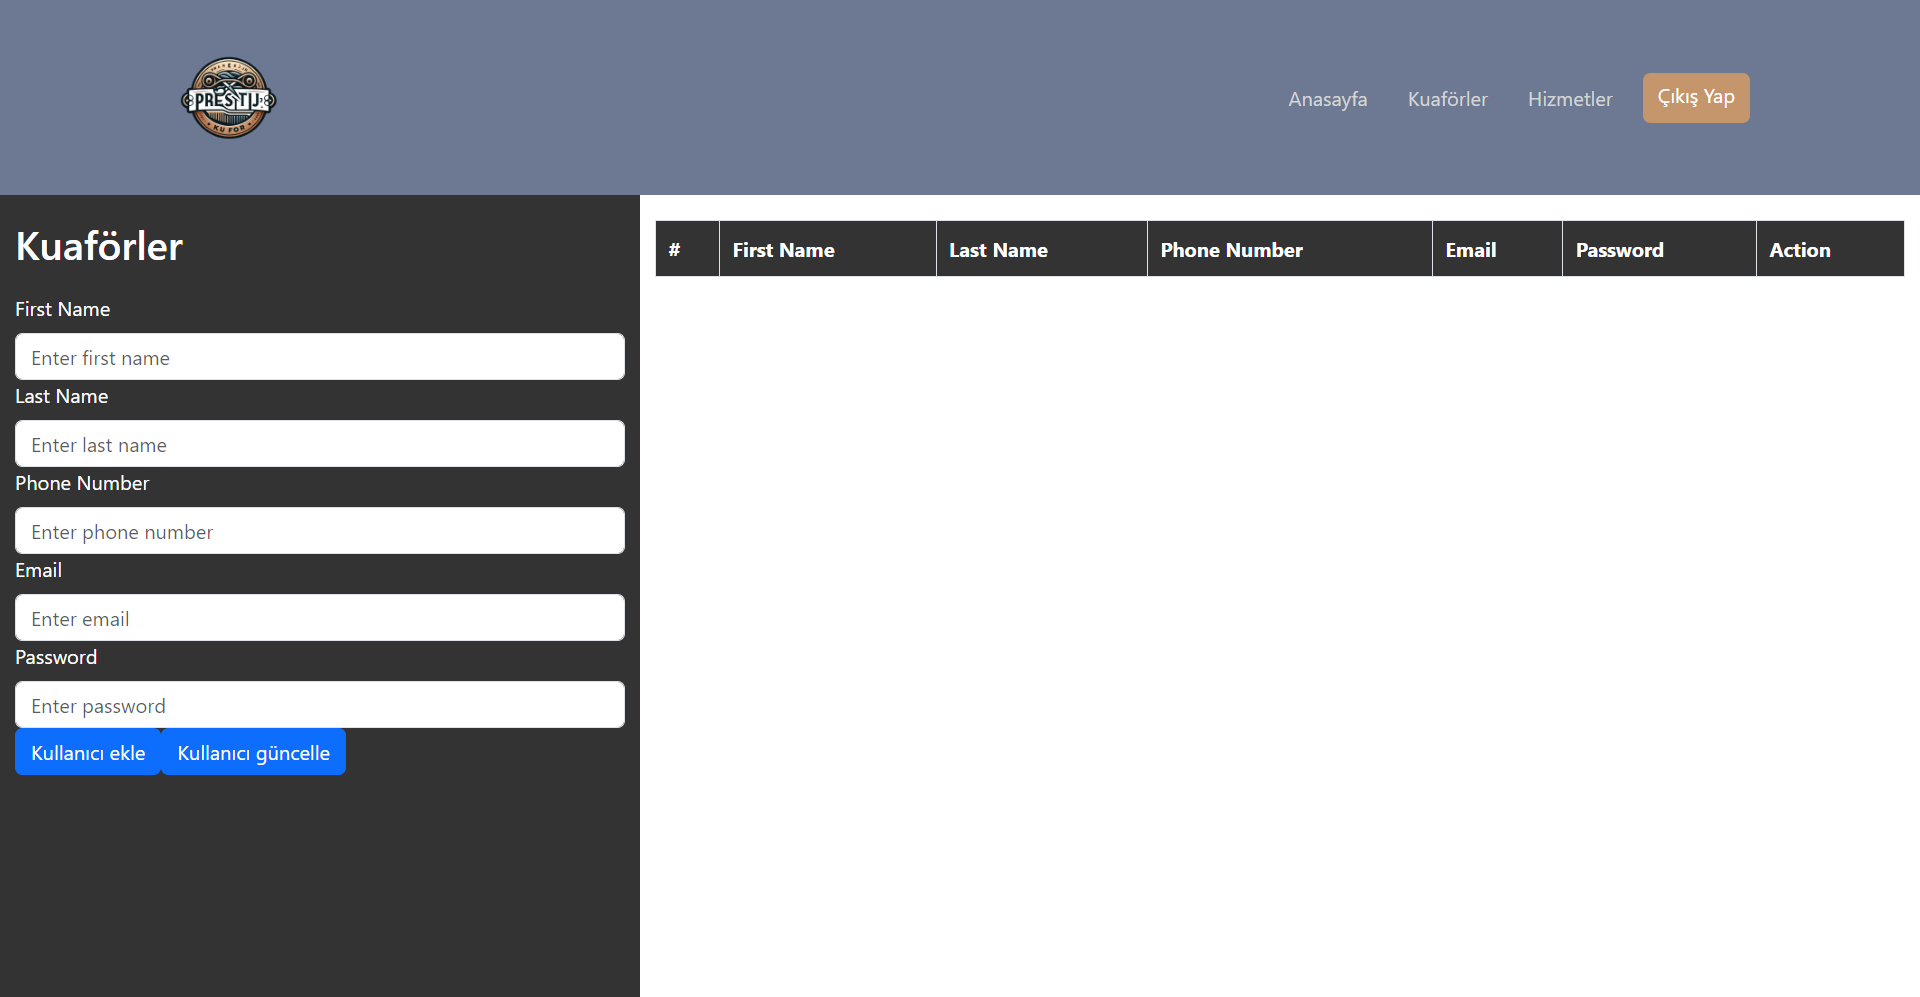 PRESTIJ
KU FOR
Anasayfa
Kuaförler
Hizmetler
Çıkış Yap
Kuaförler
First Name
Enter first name
Last Name
Enter last name
Phone Number
Enter phone number
Email
Enter email
Password
Enter password
Kullanıcı ekle
Kullanıcı güncelle
# First Name Last Name Phone Number Email Password Action